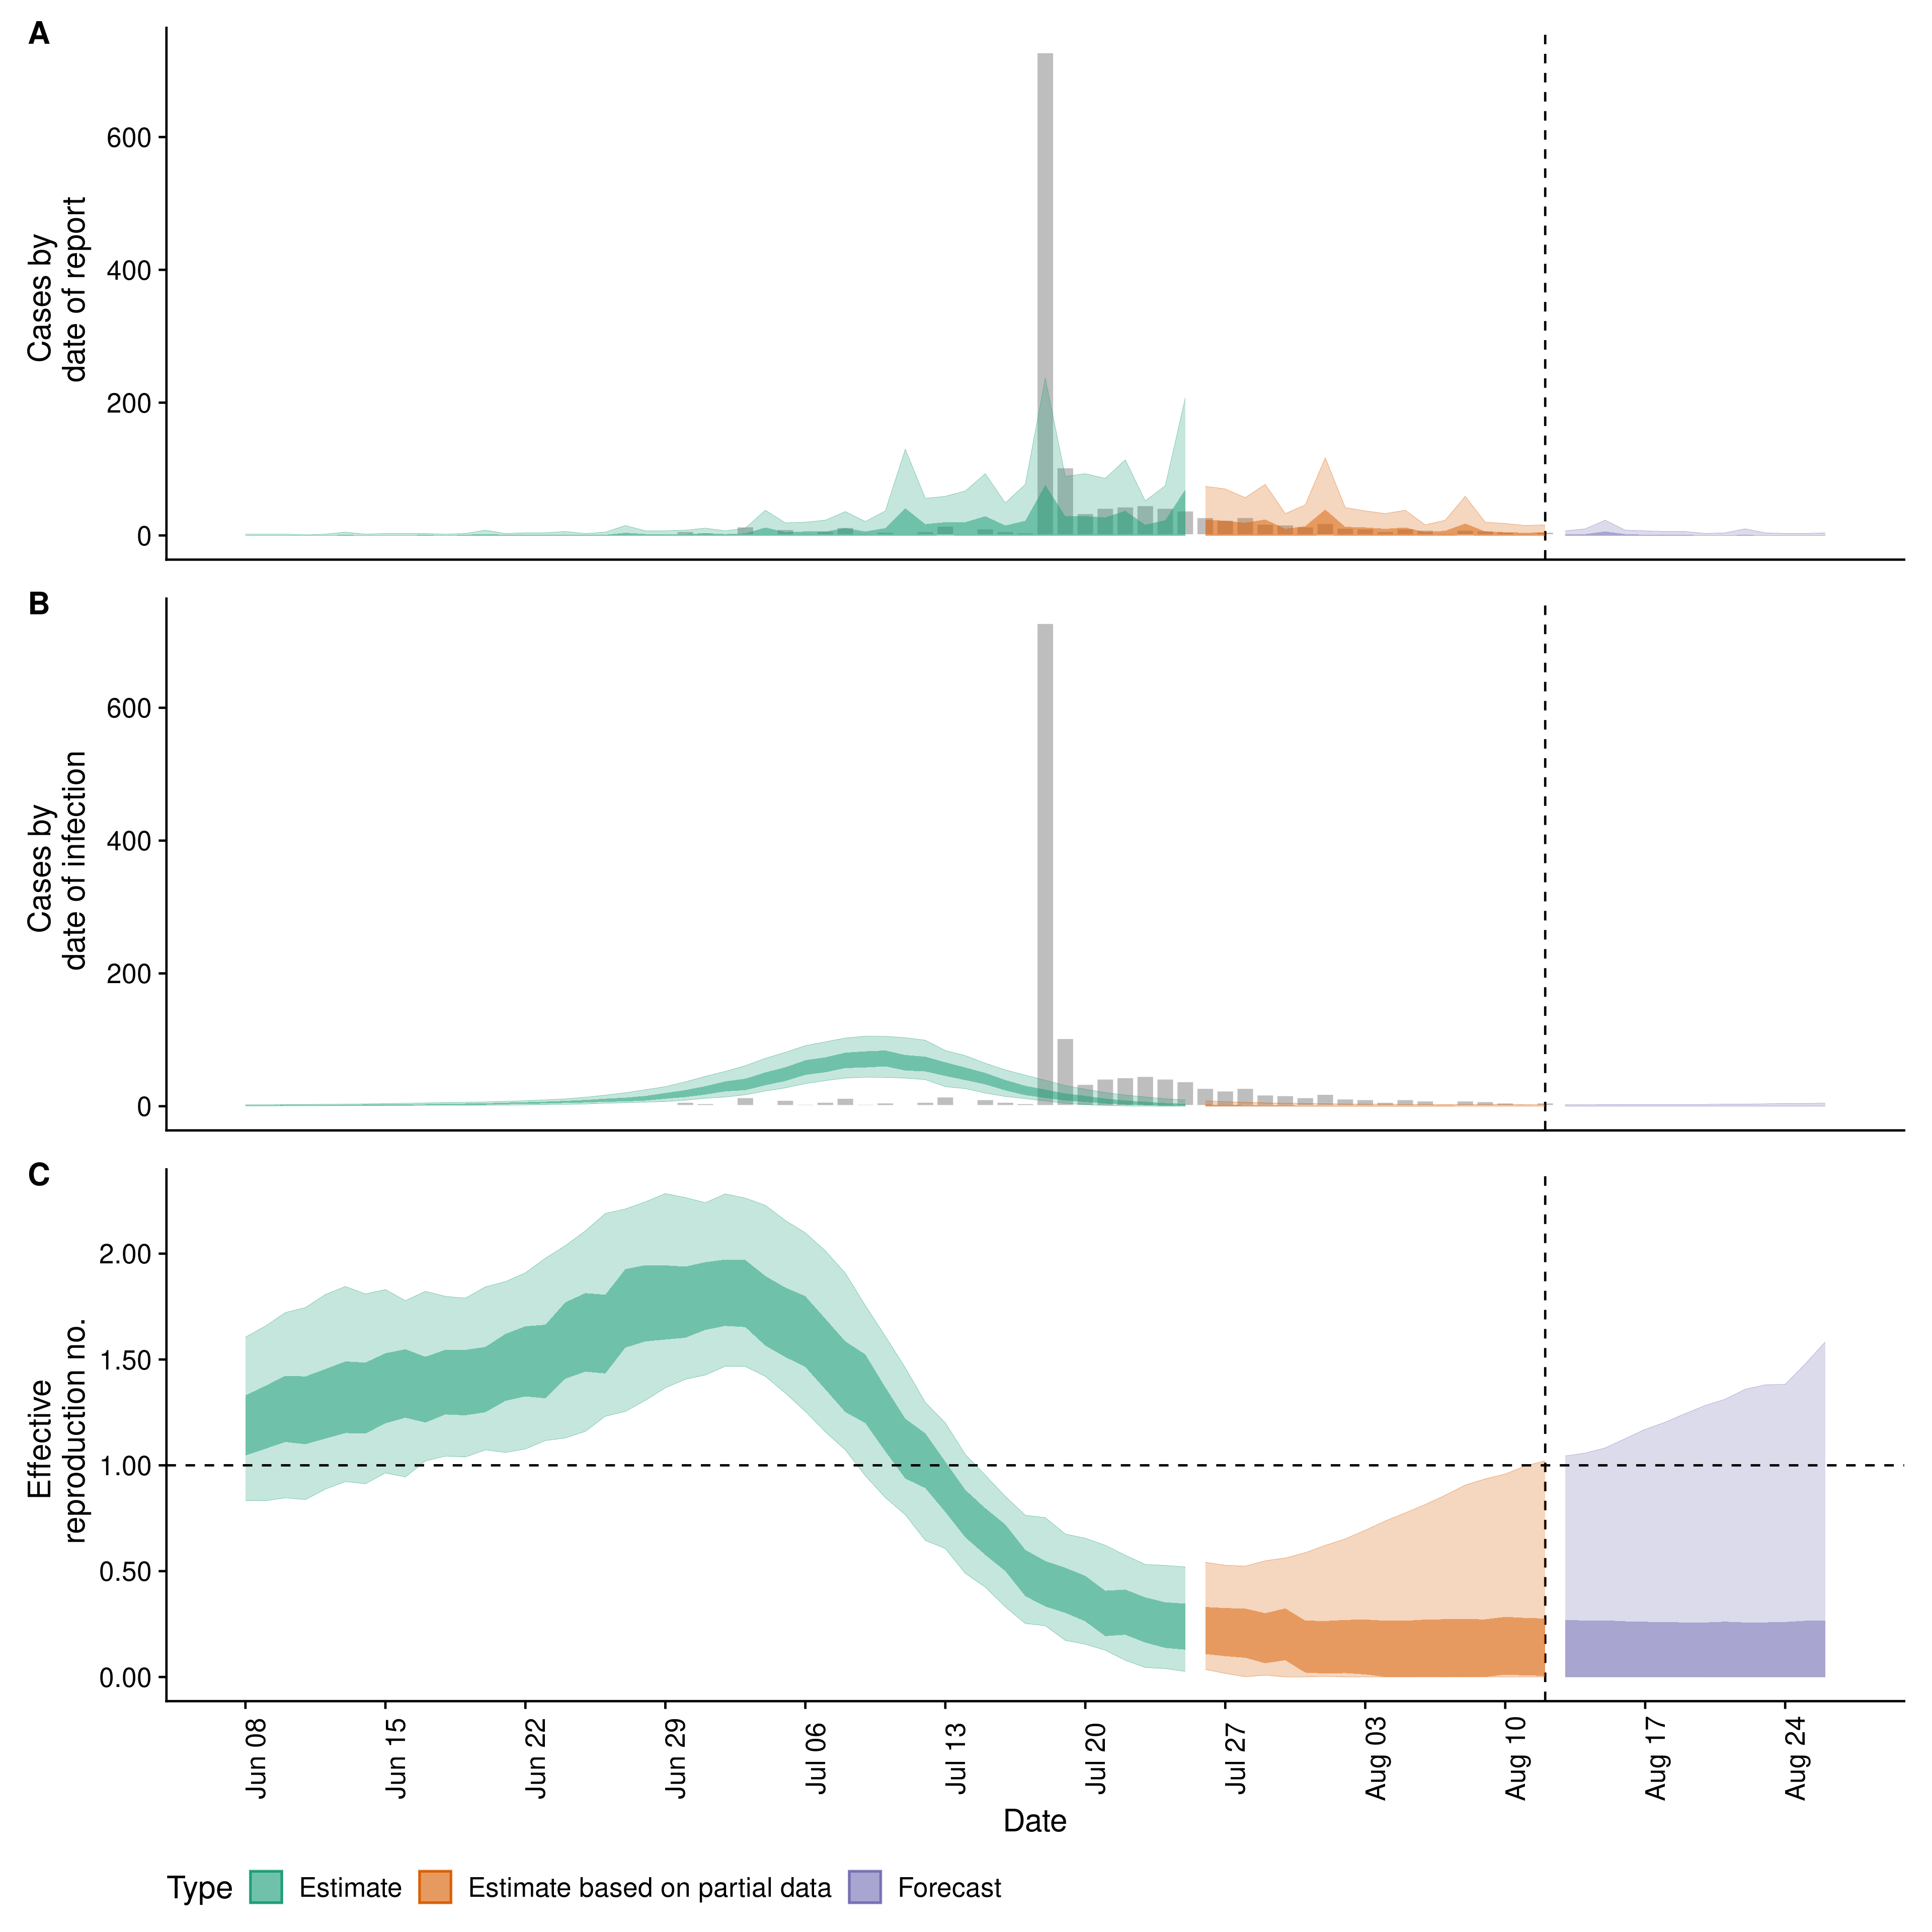 A
Cases by
date of report
600
400
200
0
B
Cases by
date of infection
600
400
200
0
C
Effective
reproduction no.
2.00
1.50
1.00
0.50
0.00
Jun 08
Jun 15
Jun 22
Jun 29
Jul 06
Jul 13
Jul 20
Jul 27
Aug 03
Aug 10
Aug 17
Aug 24
Date
Type Estimate Estimate based on partial data Forecast